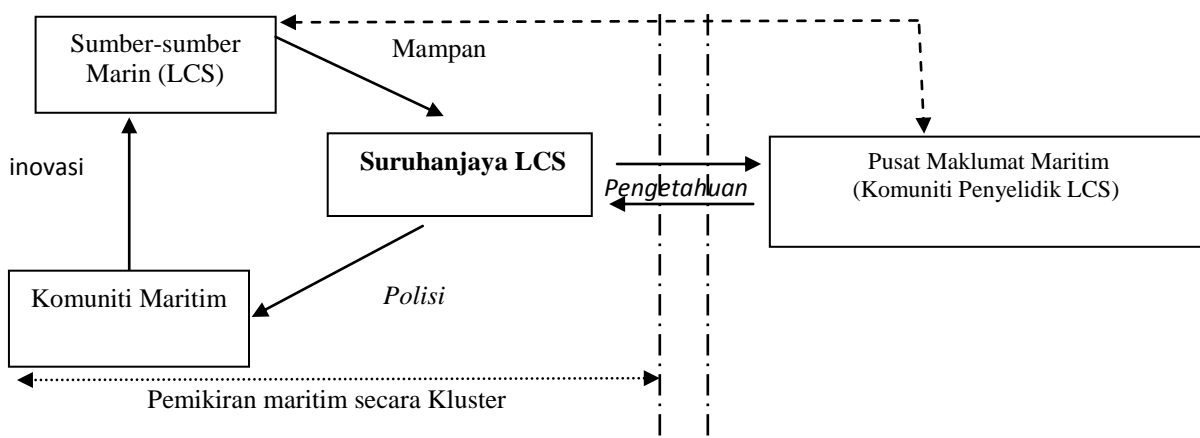 Sumber-sumber
Marin (LCS)
Mampan
Suruhanjaya LCS
inovasi
Pengetahuan
Pusat Maklumat Maritim
(Komuniti Penyelidik LCS)
Komuniti Maritim
Polisi
Pemikiran maritim secara Kluster